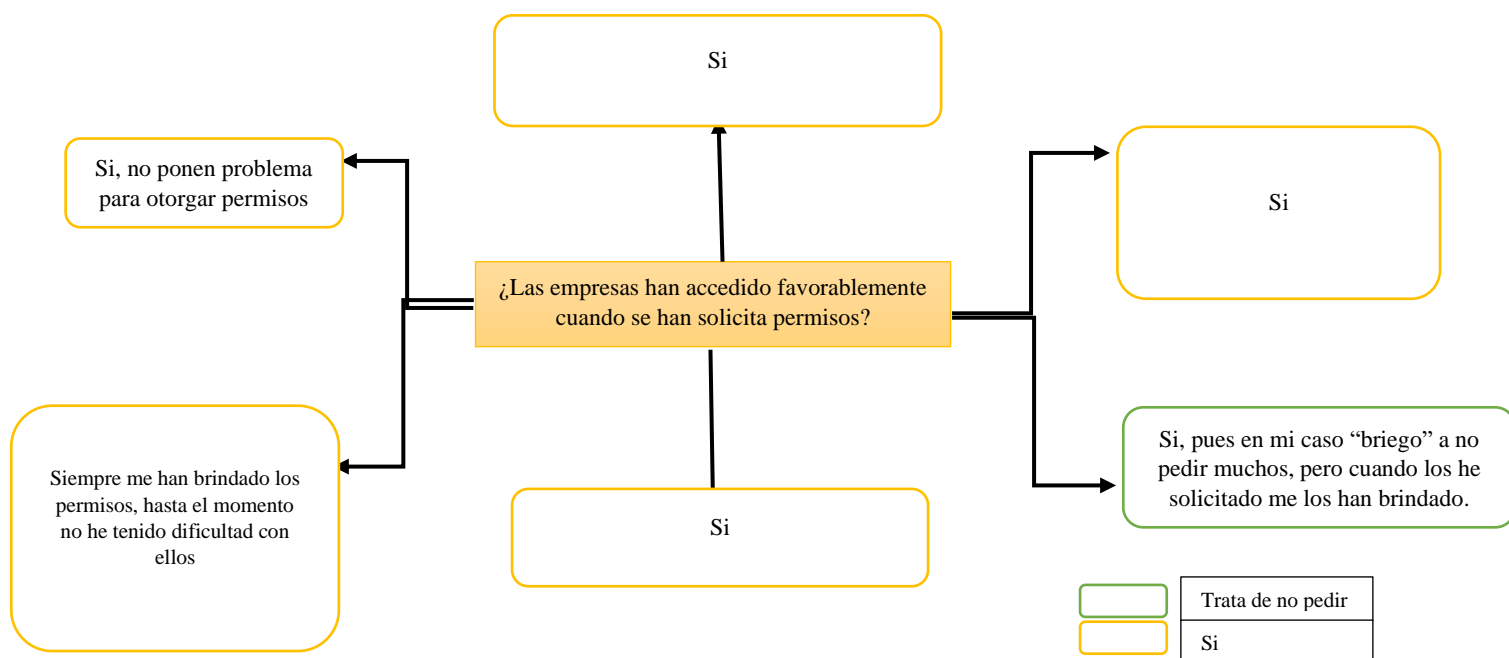 Si
Si, no ponen problema
para otorgar permisos
Si
¿Las empresas han accedido favorablemente
cuando se han solicita permisos?
Siempre me han brindado los
permisos, hasta el momento
no he tenido dificultad con
ellos
Si
Si, pues en mi caso “briego” a no
pedir muchos, pero cuando los he
solicitado me los han brindado.
Trata de no pedir
Si